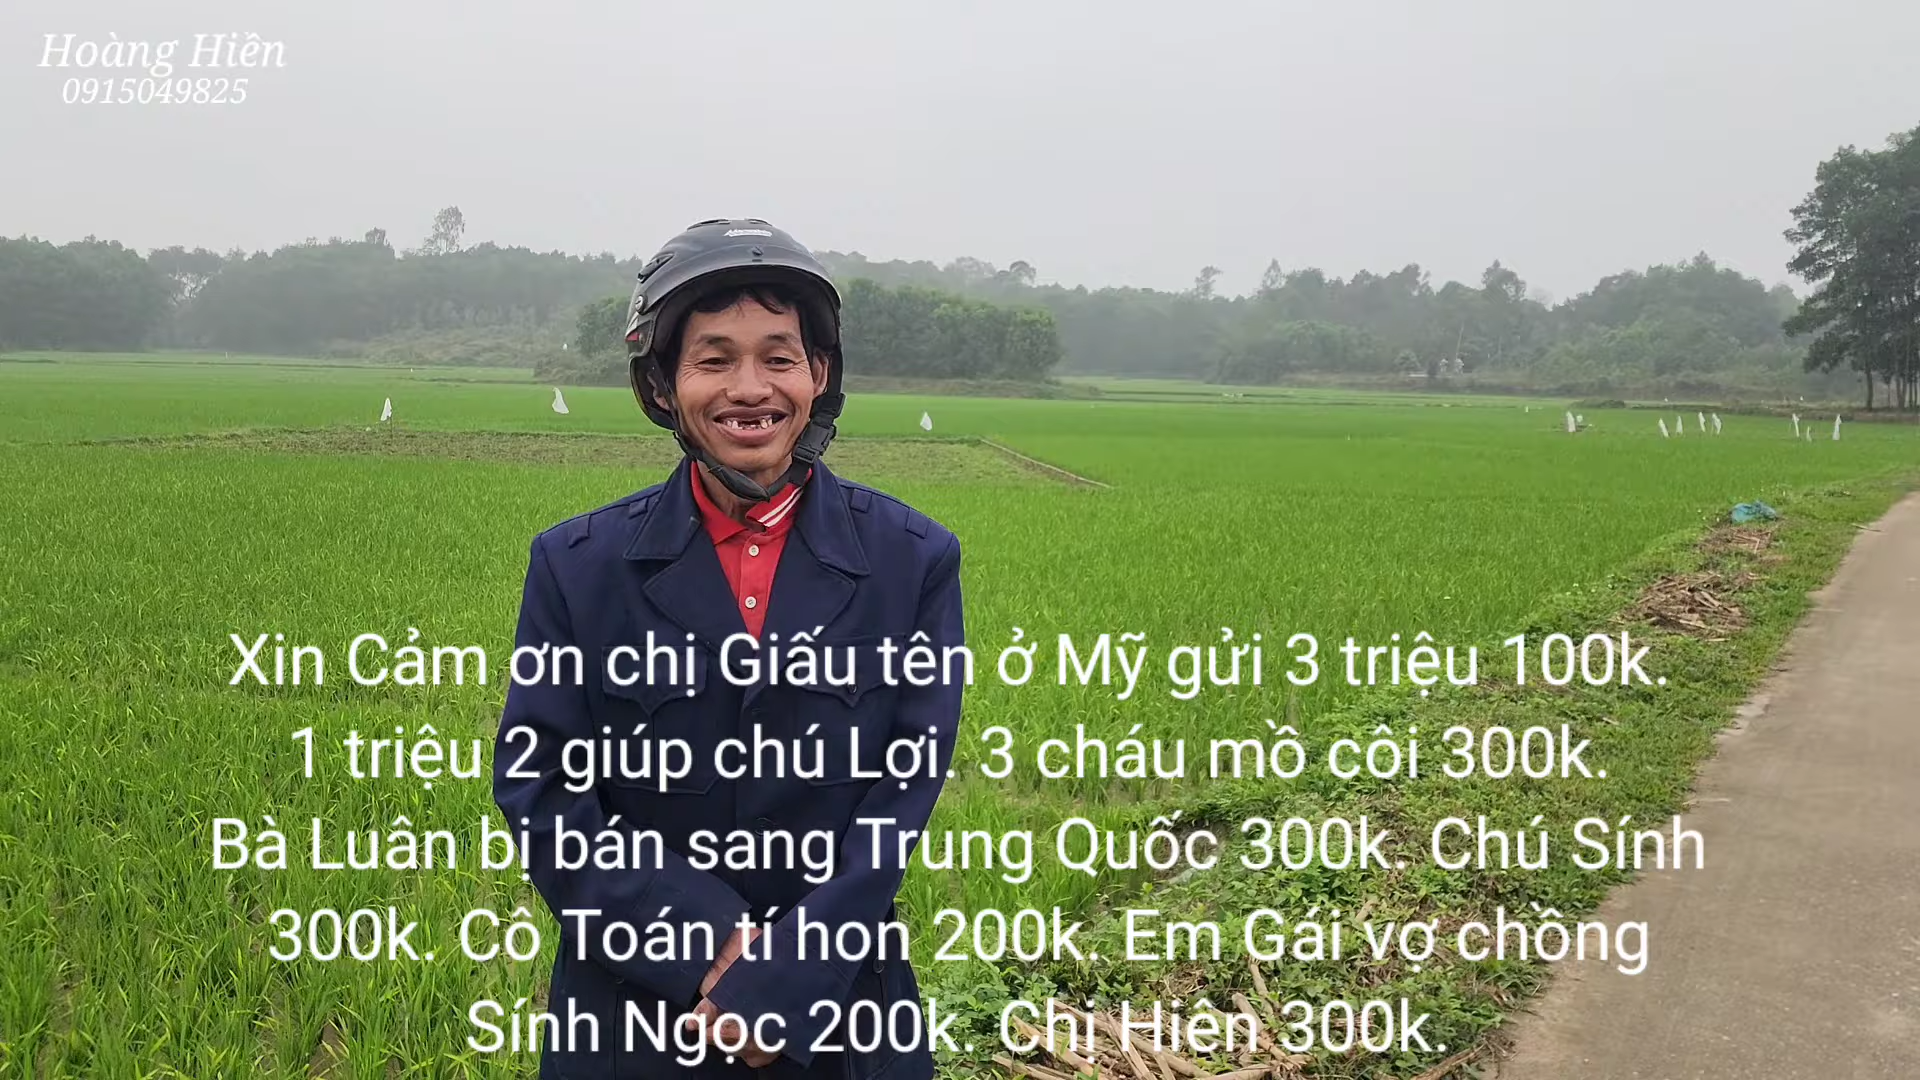 Hoàng Hiền
0915049825
Xin Cảm ơn chị Giấu tên ở Mỹ gửi 3 triệu 100k.
1 triệu 2 giúp chú Lợi. 3 cháu mồ côi 300k.
Bà Luân bị bán sang Trung Quốc 300k. Chú Sính
300k. Cô Toán tí hon 200k. Em Gái vợ chồng
Sính Ngọc 200k. Chị Hiên 300k.